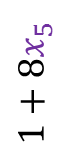 1 + 8x₅